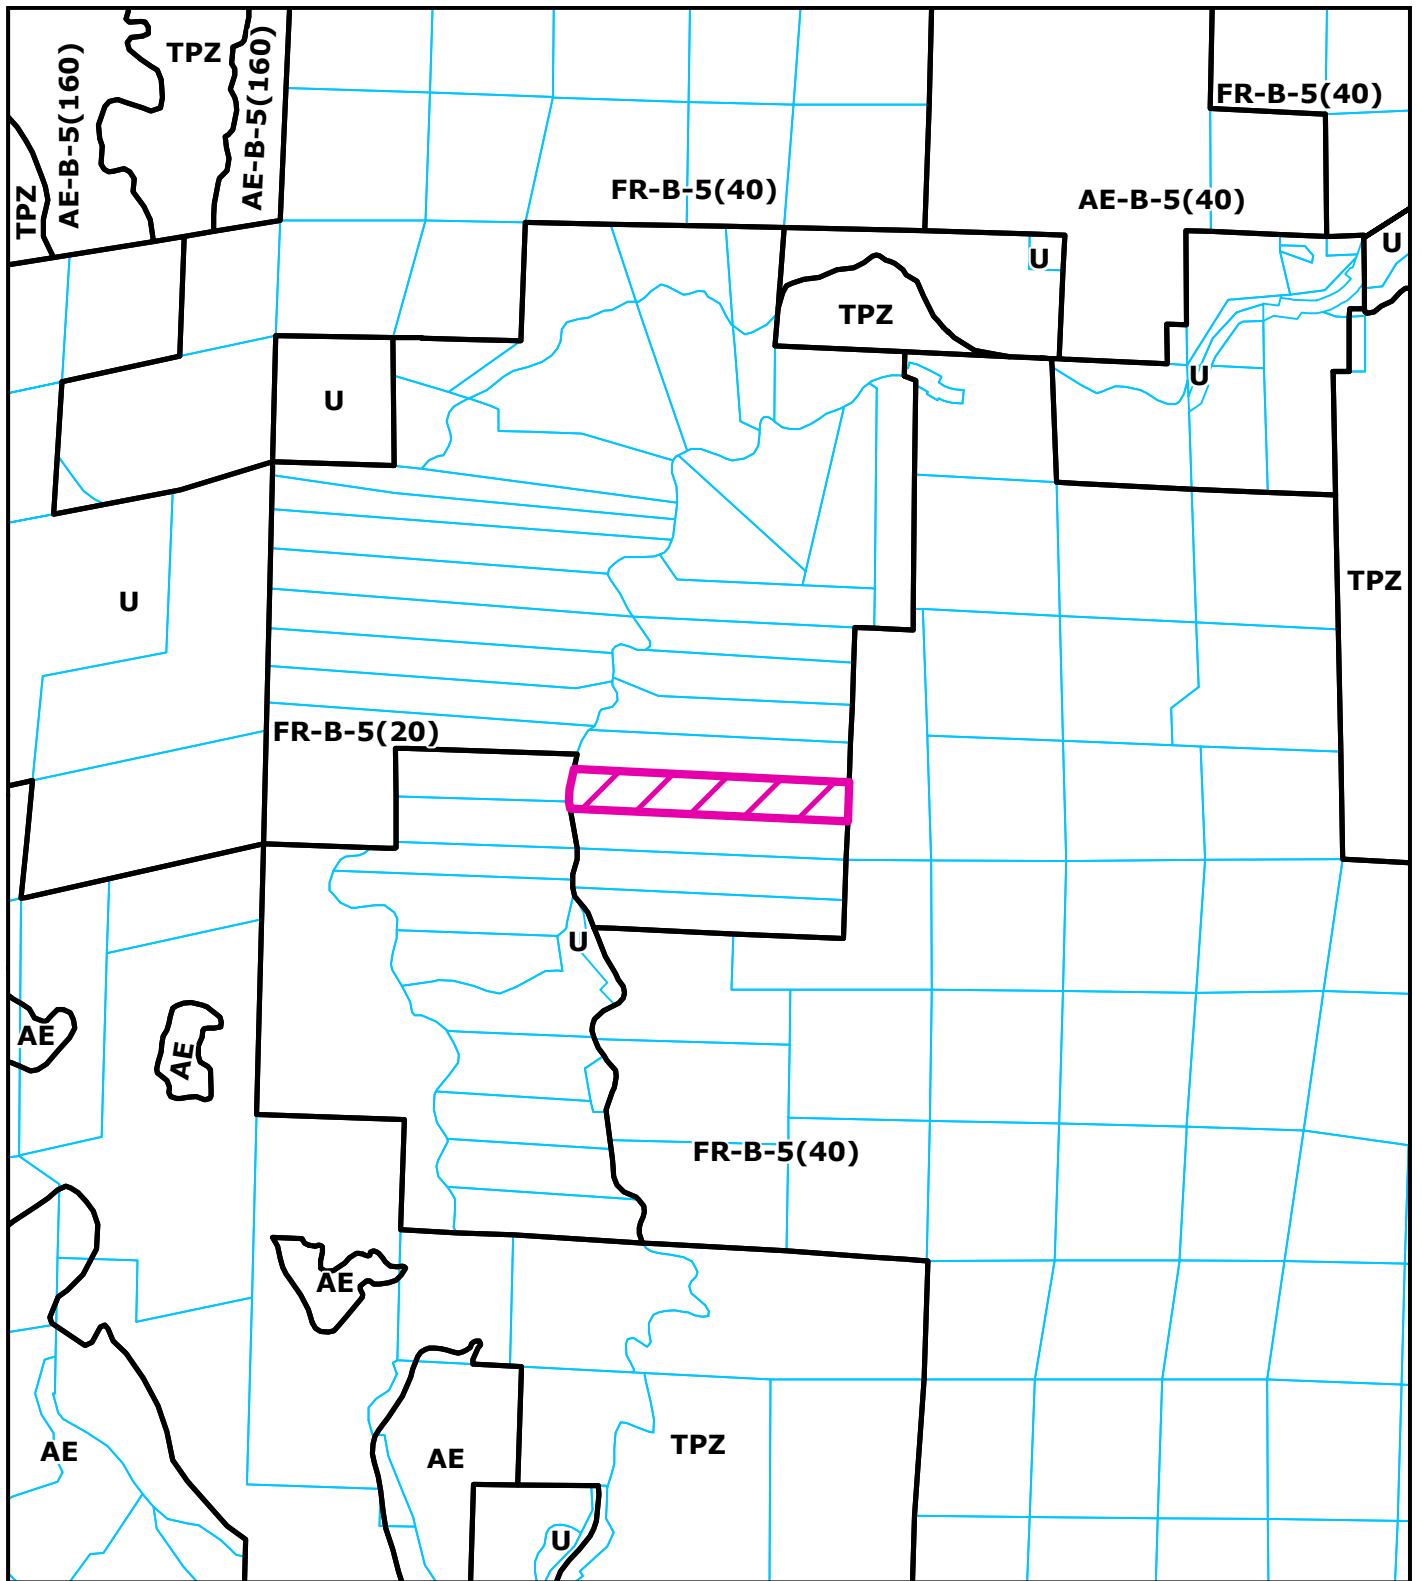 TPZ
AE-B-5(160)
AE-B-5(160)
TPZ
FR-B-5(40)
FR-B-5(40)
AE-B-5(40)
U
U
TPZ
U
U
TPZ
U
FR-B-5(20)
U
AE
AE
FR-B-5(40)
AE
AE
AE
TPZ
U